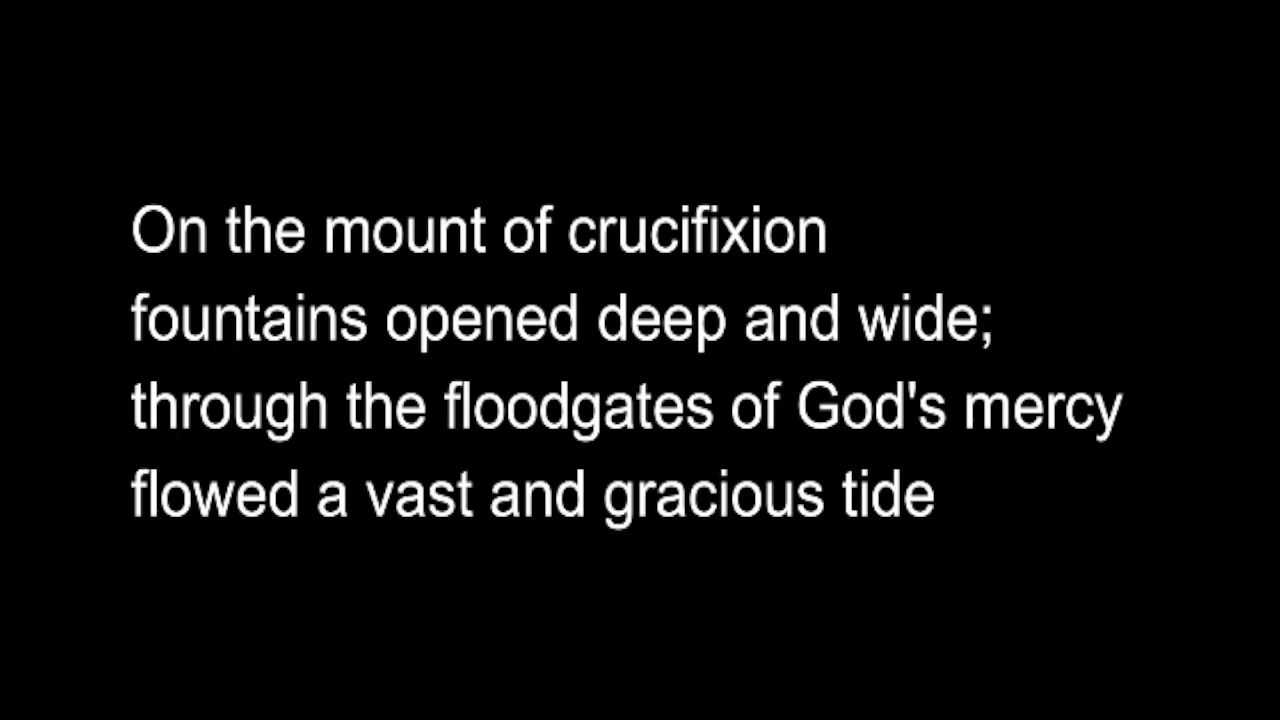 On the mount of crucifixion
fountains opened deep and wide;
through the floodgates of God's mercy
flowed a vast and gracious tide